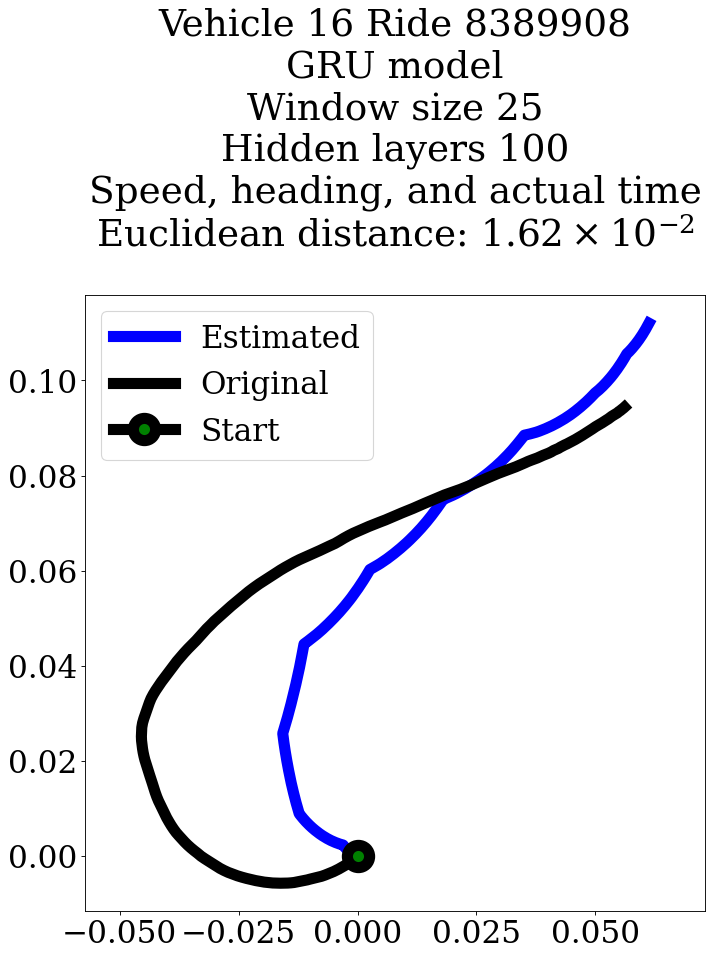 Vehicle 16 Ride 8389908
GRU model
Window size 25
Hidden layers 100
Speed, heading, and actual time
Euclidean distance: 1.62 × 10⁻²
Estimated
Original
Start
0.10
0.08
0.06
0.04
0.02
0.00
−0.050 −0.025 0.000 0.025 0.050